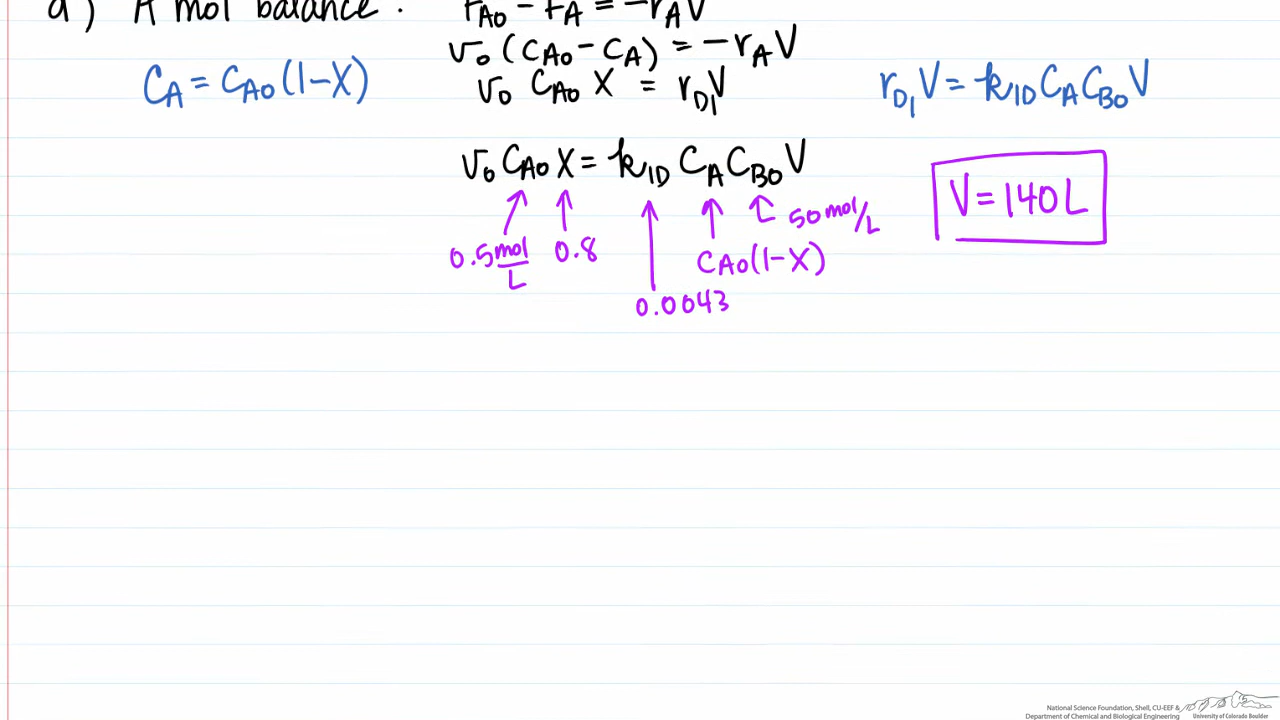 a) A mol balance: F_A0 - F_A = -r_A V
v_0 (C_A0 - C_A) = -r_A V
C_A = C_A0 (1-X)
v_0 C_A0 X = r_D1 V
r_D1 V = k_1D C_A C_B0 V
v_0 C_A0 X = k_1D C_A C_B0 V
V = 140 L
0.5 mol/L
0.8
0.0043
C_A0 (1-X)
50 mol/L
National Science Foundation, Shell, CU-EEF &
Department of Chemical and Biological Engineering
University of Colorado Boulder